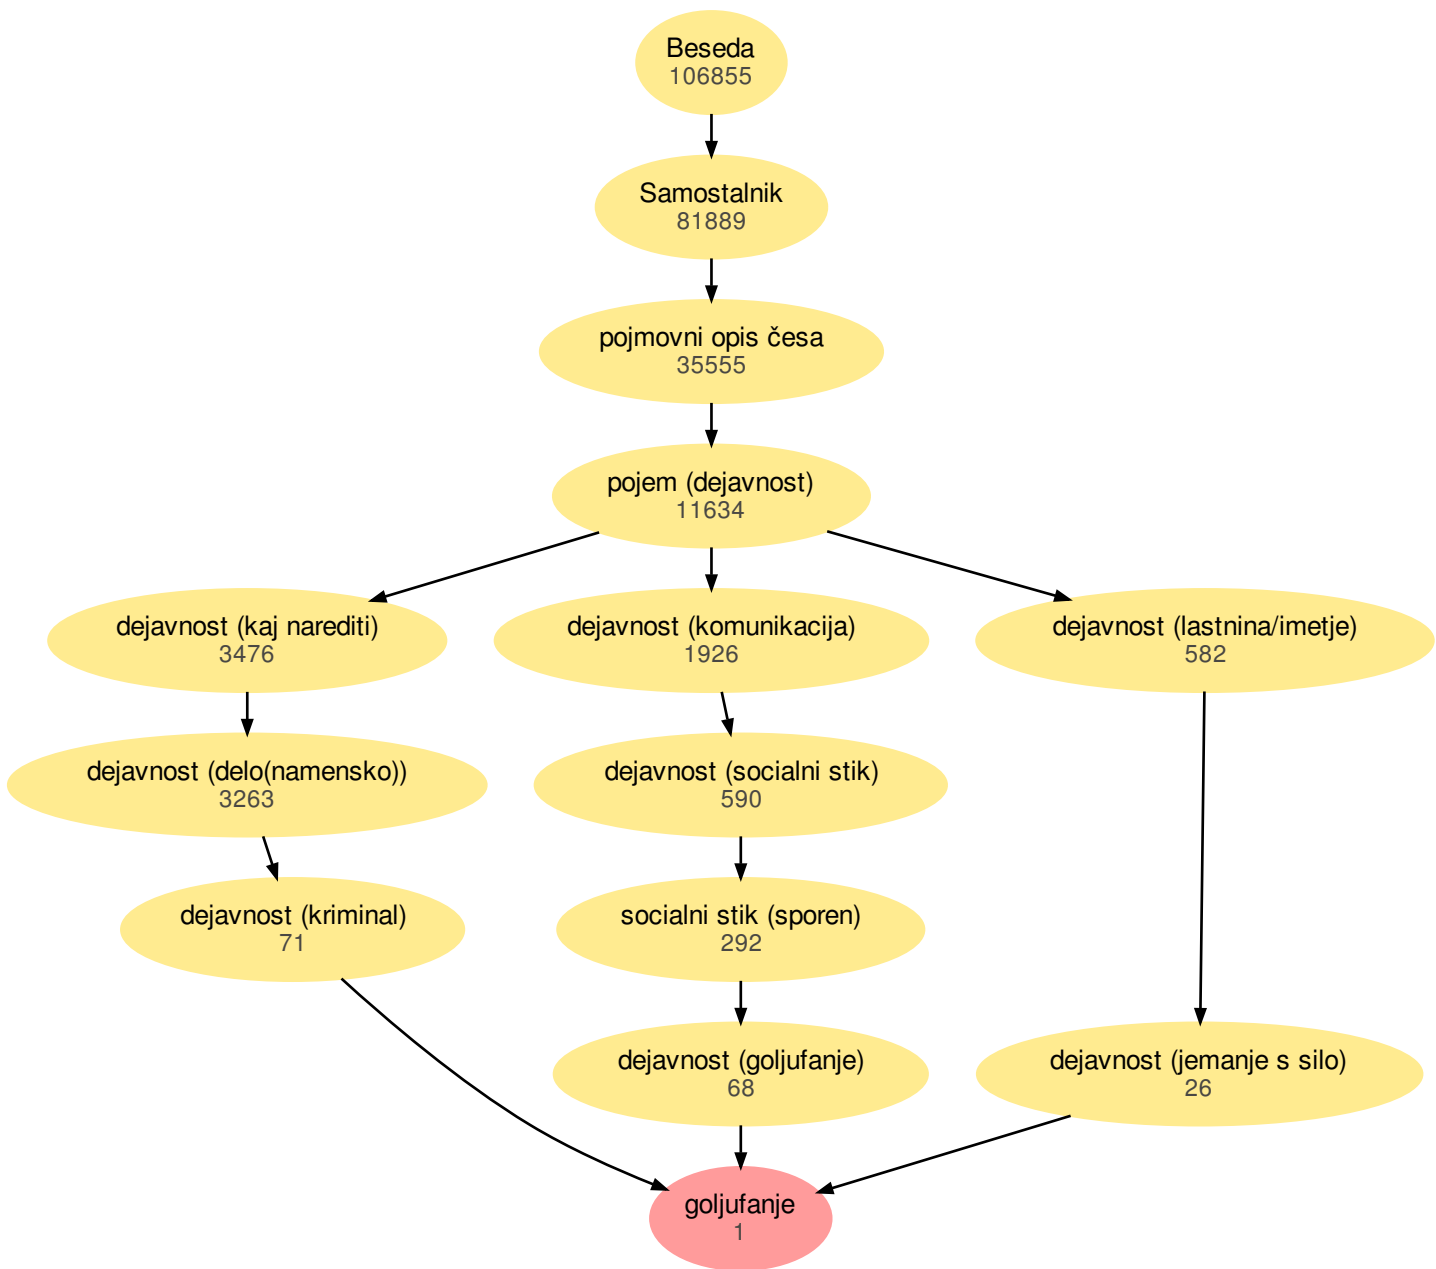 Beseda
106855
Samostalnik
81889
pojmovni opis česa
35555
pojem (dejavnost)
11634
dejavnost (kaj narediti)
3476
dejavnost (komunikacija)
1926
dejavnost (lastnina/imetje)
582
dejavnost (delo(namensko))
3263
dejavnost (socialni stik)
590
dejavnost (kriminal)
71
socialni stik (sporen)
292
dejavnost (goljufanje)
68
dejavnost (jemanje s silo)
26
goljufanje
1